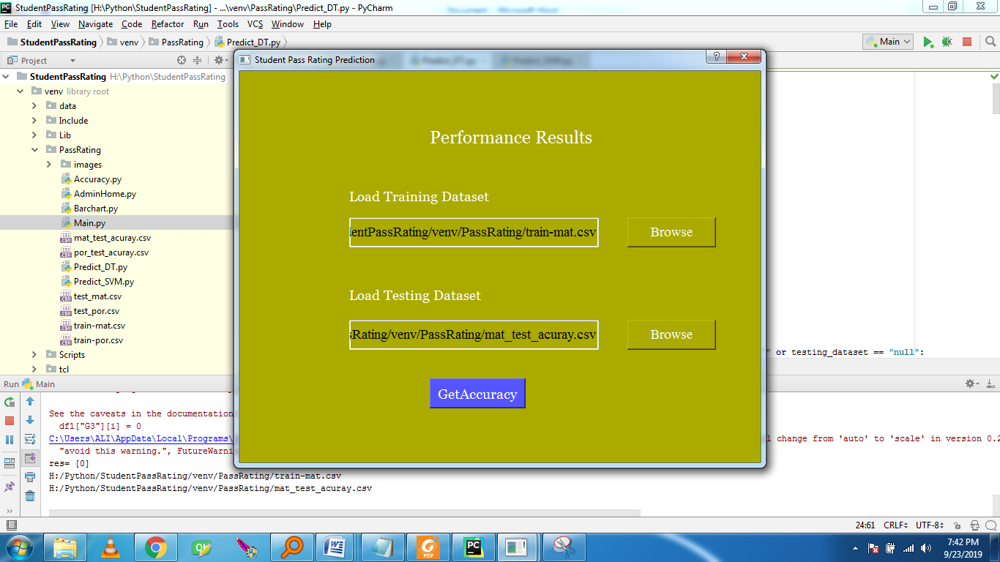 StudentPassRating [H:\Python\StudentPassRating] - ...\venv\PassRating\Predict_DT.py - PyCharm
File Edit View Navigate Code Refactor Run Tools VCS Window Help
StudentPassRating venv PassRating Predict_DT.py Main
Project
StudentPassRating H:\Python\StudentPassRating
venv library root
data
Include
Lib
PassRating
images
Accuracy.py
AdminHome.py
Barchart.py
Main.py
mat_test_acuray.csv
por_test_acuray.csv
Predict_DT.py
Predict_SVM.py
test_mat.csv
test_por.csv
train-mat.csv
train-por.csv
Scripts
tcl
Student Pass Rating Prediction
Performance Results
Load Training Dataset
entPassRating/venv/PassRating/train-mat.csv Browse
Load Testing Dataset
sRating/venv/PassRating/mat_test_acuray.csv Browse
GetAccuracy
" or testing_dataset == "null":
Run Main
See the caveats in the documentation
df1["G3"][i] = 0
C:\Users\ALI\AppData\Local\Programs\ l change from 'auto' to 'scale' in version 0.2
"avoid this warning.", FutureWarni
res= [0]
H:/Python/StudentPassRating/venv/PassRating/train-mat.csv
H:/Python/StudentPassRating/venv/PassRating/mat_test_acuray.csv
24:61 CRLF UTF-8
7:42 PM
9/23/2019